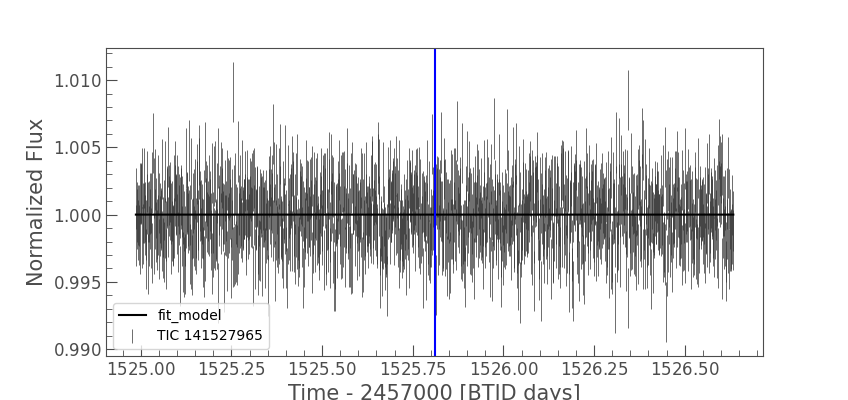 1.010
1.005
1.000
0.995
0.990
Normalized Flux
fit_model
TIC 141527965
1525.00 1525.25 1525.50 1525.75 1526.00 1526.25 1526.50
Time - 2457000 [BTJD days]